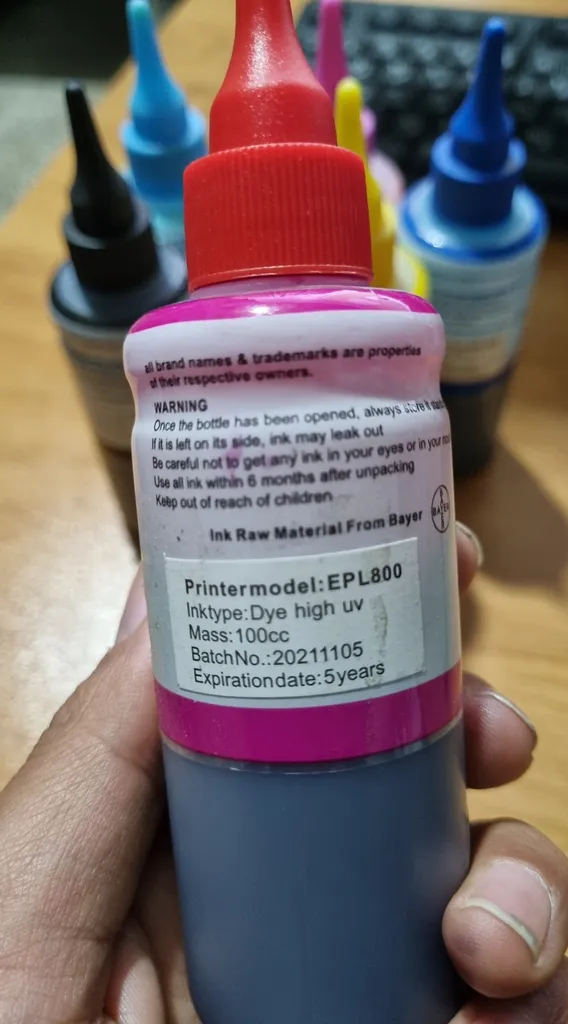 all brand names & trademarks are properties
of their respective owners.
WARNING
Once the bottle has been opened, always store it
If it is left on its side, ink may leak out
Be careful not to get any ink in your eyes or in your
Use all ink within 6 months after unpacking
Keep out of reach of children
Ink Raw Material From Bayer
BAYER
Printermodel:EPL800
Inktype:Dye high uv
Mass:100cc
BatchNo.:20211105
Expirationdate:5years